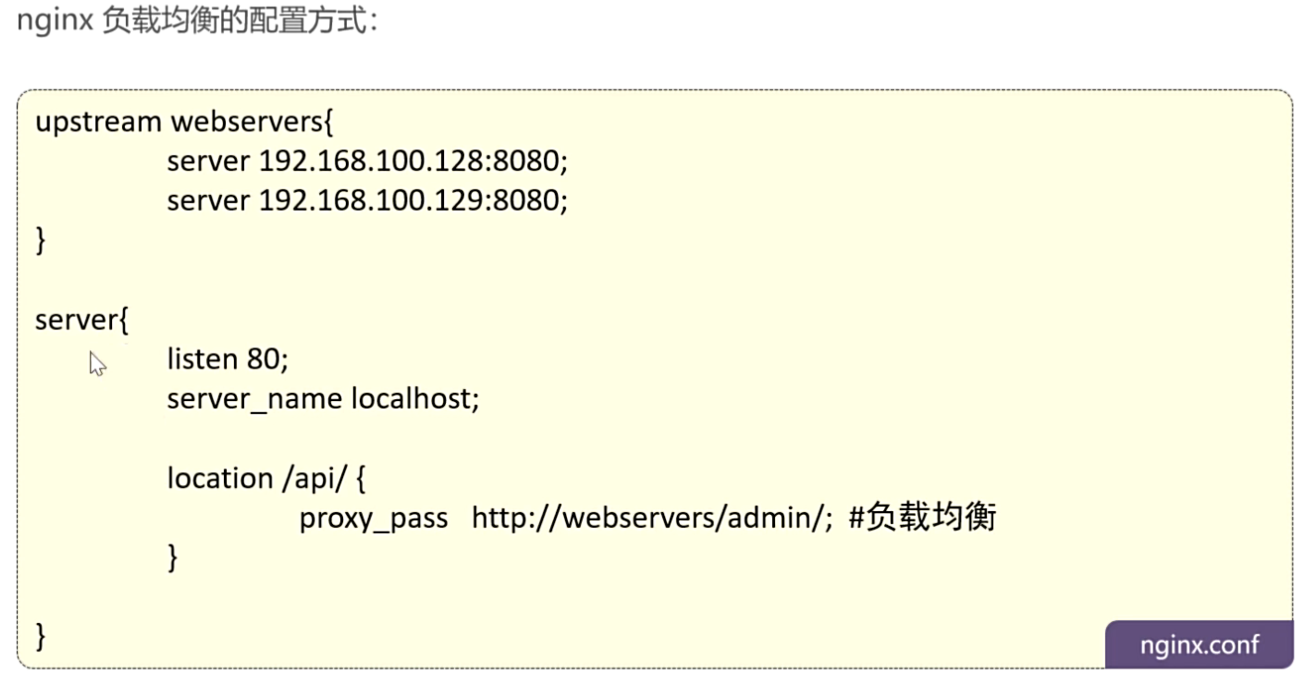 nginx 负载均衡的配置方式：
upstream webservers{
server 192.168.100.128:8080;
server 192.168.100.129:8080;
}
server{
listen 80;
server_name localhost;
location /api/ {
proxy_pass http://webservers/admin/; #负载均衡
}
}
nginx.conf